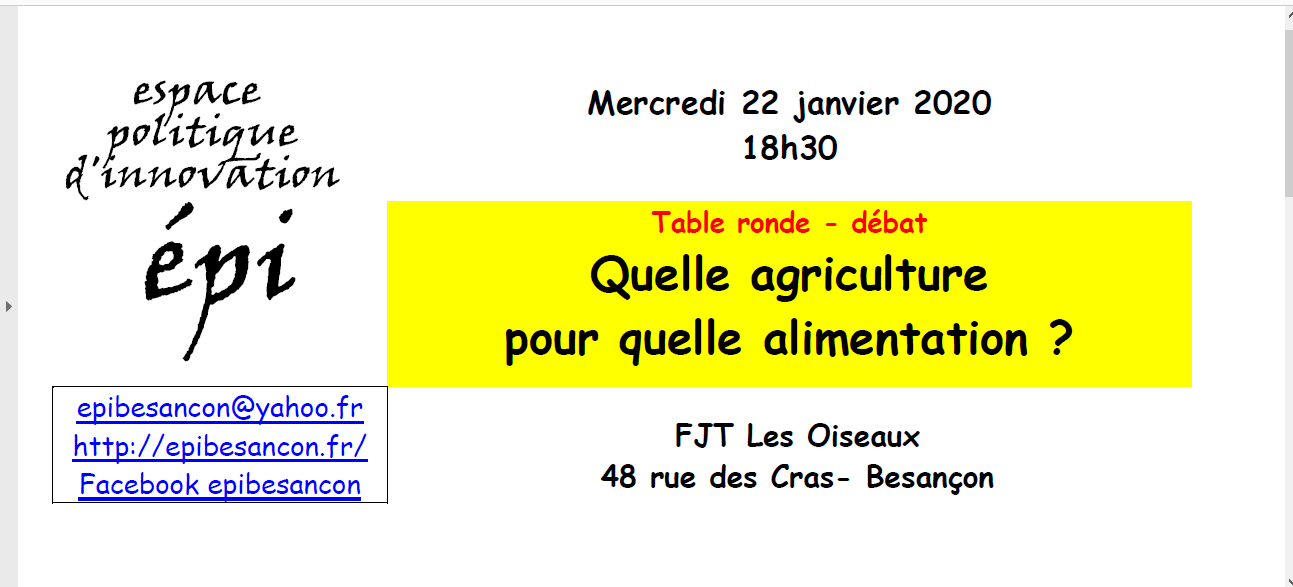 espace
politique
d'innovation
épi
epibesancon@yahoo.fr
http://epibesancon.fr/
Facebook epibesancon
Mercredi 22 janvier 2020
18h30
Table ronde - débat
Quelle agriculture
pour quelle alimentation ?
FJT Les Oiseaux
48 rue des Cras- Besançon